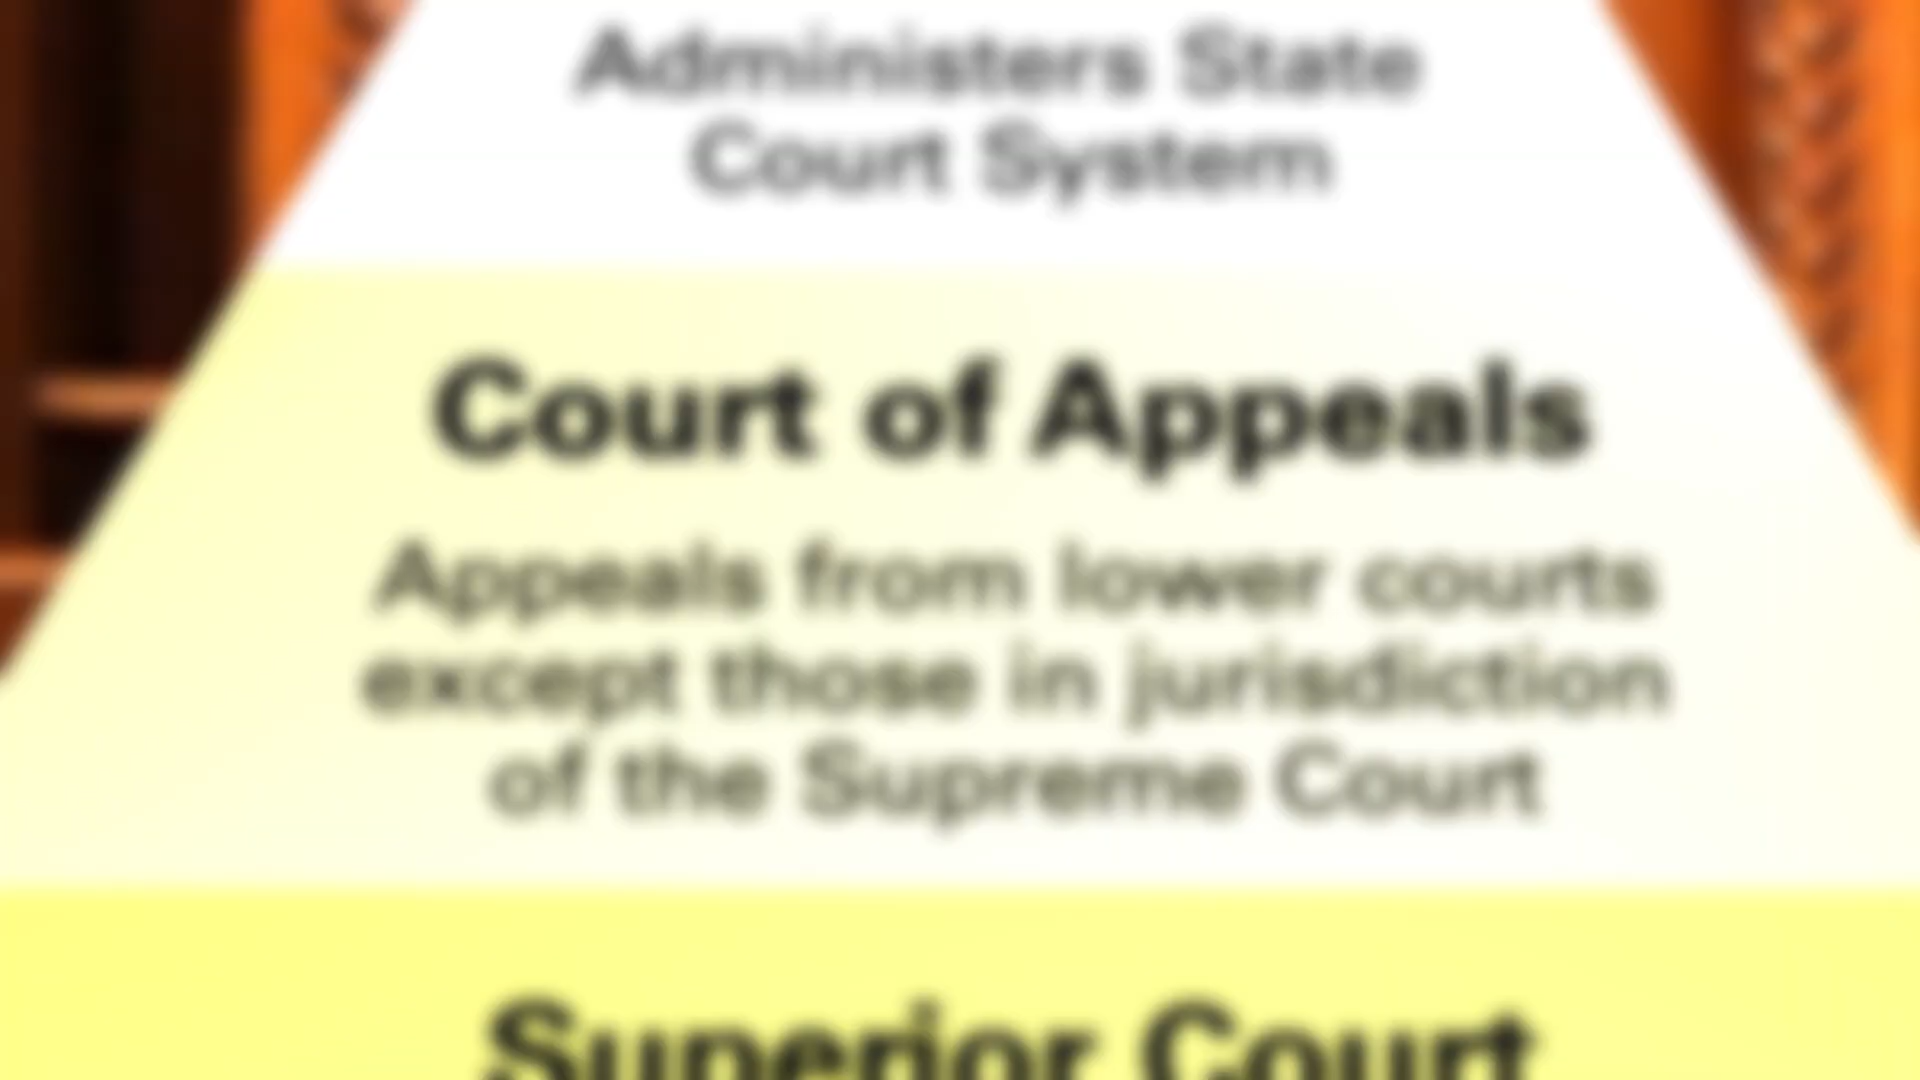 Administers State
Court System
Court of Appeals
Appeals from lower courts
except those in jurisdiction
of the Supreme Court
Superior Court